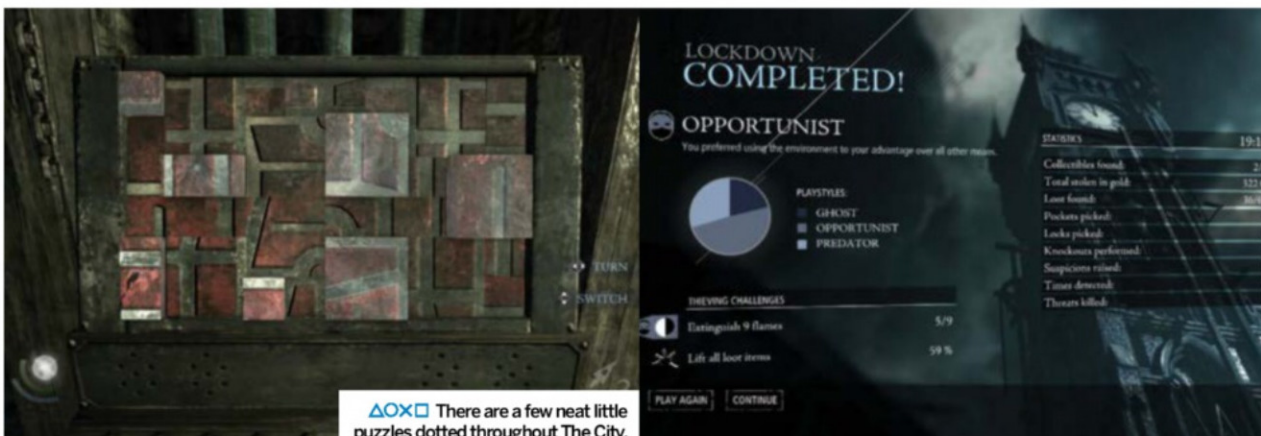 TURN
SWITCH
△○✕□ There are a few neat little
puzzles dotted throughout The City.
LOCKDOWN
COMPLETED!
OPPORTUNIST
You preferred using the environment to your advantage over all other means.
PLAYSTYLES:
GHOST
OPPORTUNIST
PREDATOR
THIEVING CHALLENGES
Extinguish 9 flames 5/9
Lift all loot items 59 %
PLAY AGAIN CONTINUE
STATISTICS 19:1
Collectibles found:
Total stolen in gold:
Loot found:
Pockets picked:
Locks picked:
Knockouts performed:
Suspicions raised:
Times detected:
Threats killed: